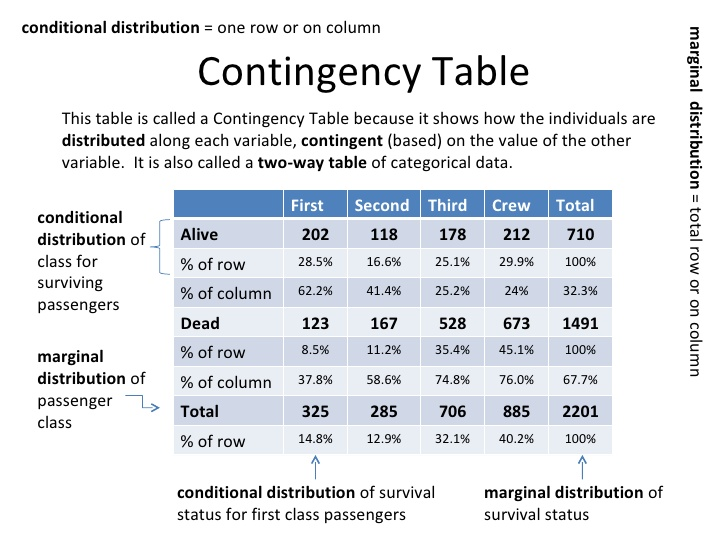 conditional distribution = one row or on column
Contingency Table
This table is called a Contingency Table because it shows how the individuals are
distributed along each variable, contingent (based) on the value of the other
variable.  It is also called a two-way table of categorical data.
marginal  distribution = total row or on column
conditional
distribution of
class for
surviving
passengers
marginal
distribution of
passenger
class
First Second Third Crew Total
Alive 202 118 178 212 710
% of row 28.5% 16.6% 25.1% 29.9% 100%
% of column 62.2% 41.4% 25.2% 24% 32.3%
Dead 123 167 528 673 1491
% of row 8.5% 11.2% 35.4% 45.1% 100%
% of column 37.8% 58.6% 74.8% 76.0% 67.7%
Total 325 285 706 885 2201
% of row 14.8% 12.9% 32.1% 40.2% 100%
conditional distribution of survival
status for first class passengers
marginal distribution of
survival status